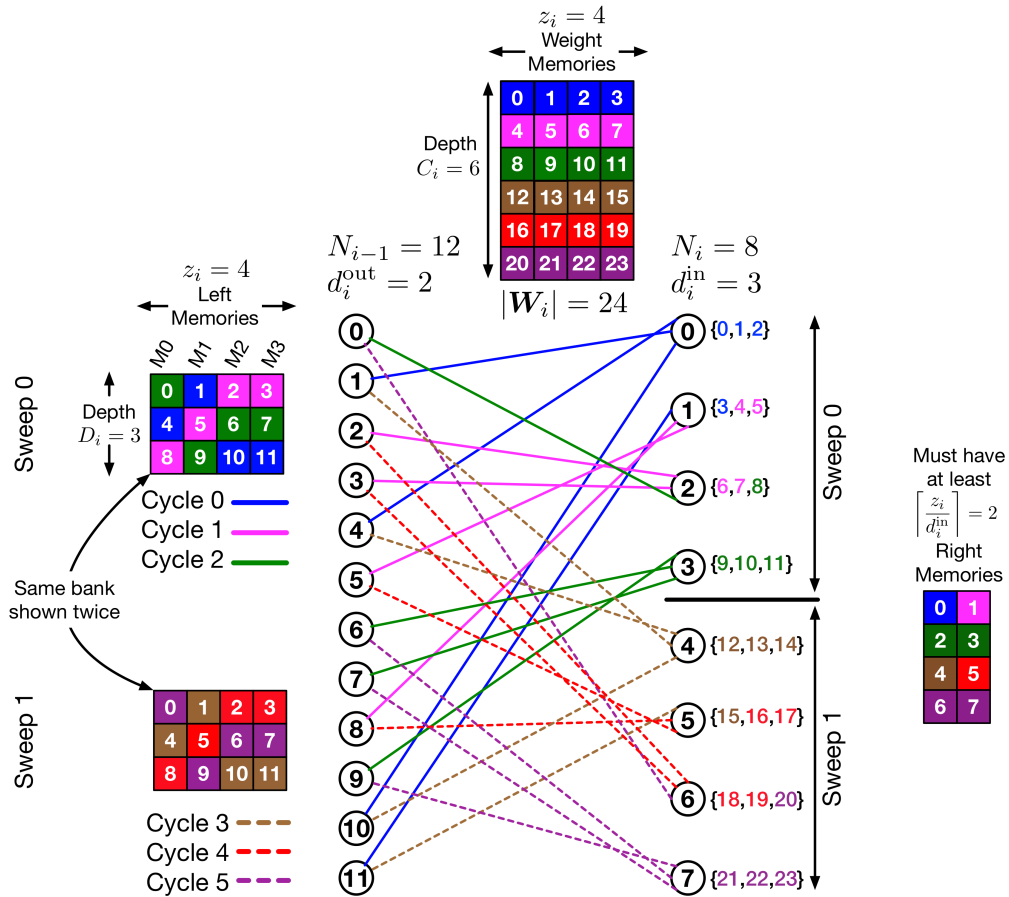 z_i = 4
Weight
Memories
Depth
C_i = 6
0 1 2 3
4 5 6 7
8 9 10 11
12 13 14 15
16 17 18 19
20 21 22 23
|W_i| = 24
N_{i-1} = 12
d_i^{out} = 2
N_i = 8
d_i^{in} = 3
z_i = 4
Left
Memories
M0 M1 M2 M3
Sweep 0
Depth
D_i = 3
0 1 2 3
4 5 6 7
8 9 10 11
Cycle 0
Cycle 1
Cycle 2
Same bank
shown twice
Sweep 1
0 1 2 3
4 5 6 7
8 9 10 11
Cycle 3
Cycle 4
Cycle 5
0
1
2
3
4
5
6
7
8
9
10
11
0 {0,1,2}
1 {3,4,5}
2 {6,7,8}
3 {9,10,11}
4 {12,13,14}
5 {15,16,17}
6 {18,19,20}
7 {21,22,23}
Sweep 0
Sweep 1
Must have
at least
⌈z_i / d_i^{in}⌉ = 2
Right
Memories
0 1
2 3
4 5
6 7